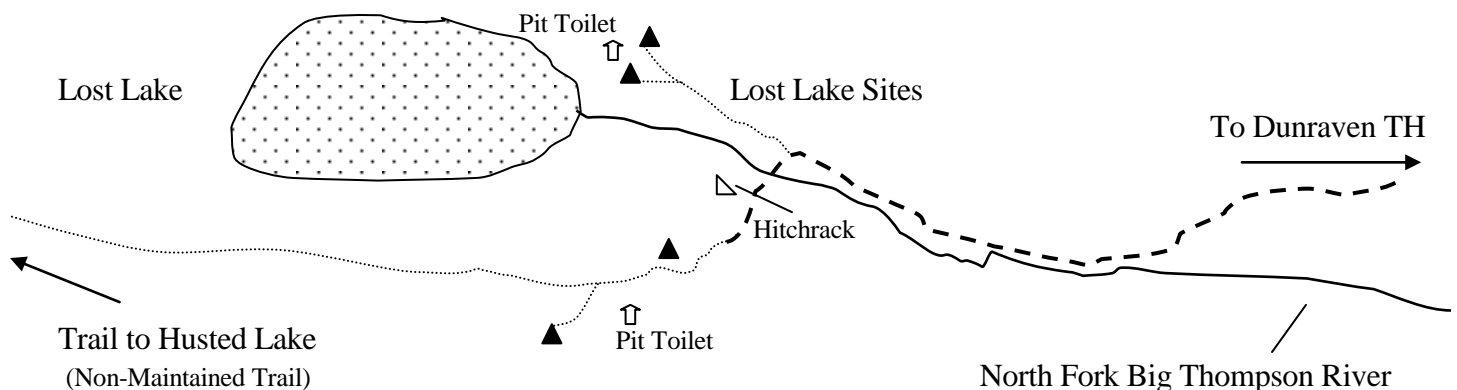 Pit Toilet
Lost Lake
Lost Lake Sites
To Dunraven TH
Hitchrack
Trail to Husted Lake
(Non-Maintained Trail)
Pit Toilet
North Fork Big Thompson River